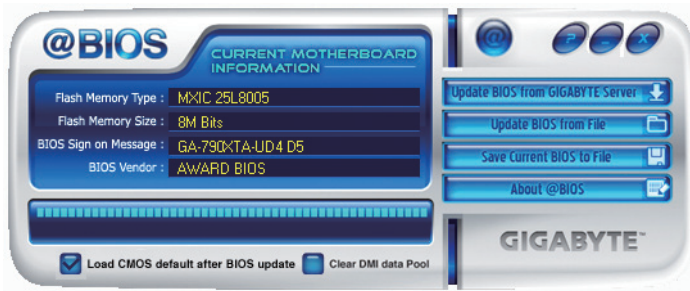 @BIOS
CURRENT MOTHERBOARD
INFORMATION
Flash Memory Type : MXIC 25L8005
Flash Memory Size : 8M Bits
BIOS Sign on Message : GA-790XTA-UD4 D5
BIOS Vendor : AWARD BIOS
Load CMOS default after BIOS update
Clear DMI data Pool
@
?
–
X
Update BIOS from GIGABYTE Server
Update BIOS from File
Save Current BIOS to File
About @BIOS
GIGABYTE™